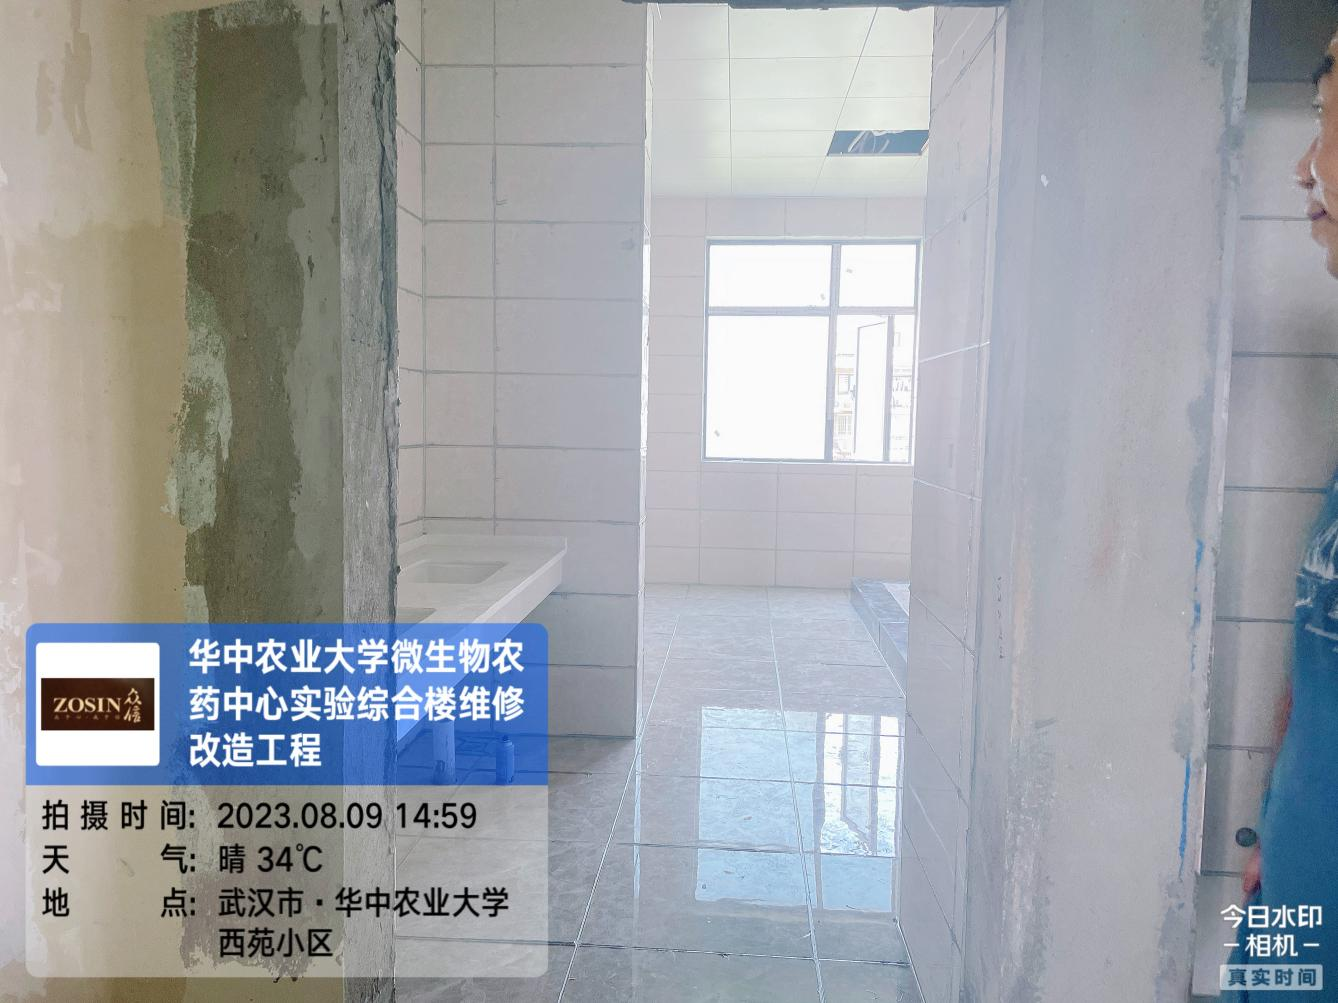 华中农业大学微生物农
药中心实验综合楼维修
改造工程
ZOSIN众信
拍摄时间: 2023.08.09 14:59
天气: 晴 34℃
地点: 武汉市·华中农业大学
西苑小区
今日水印
相机
真实时间